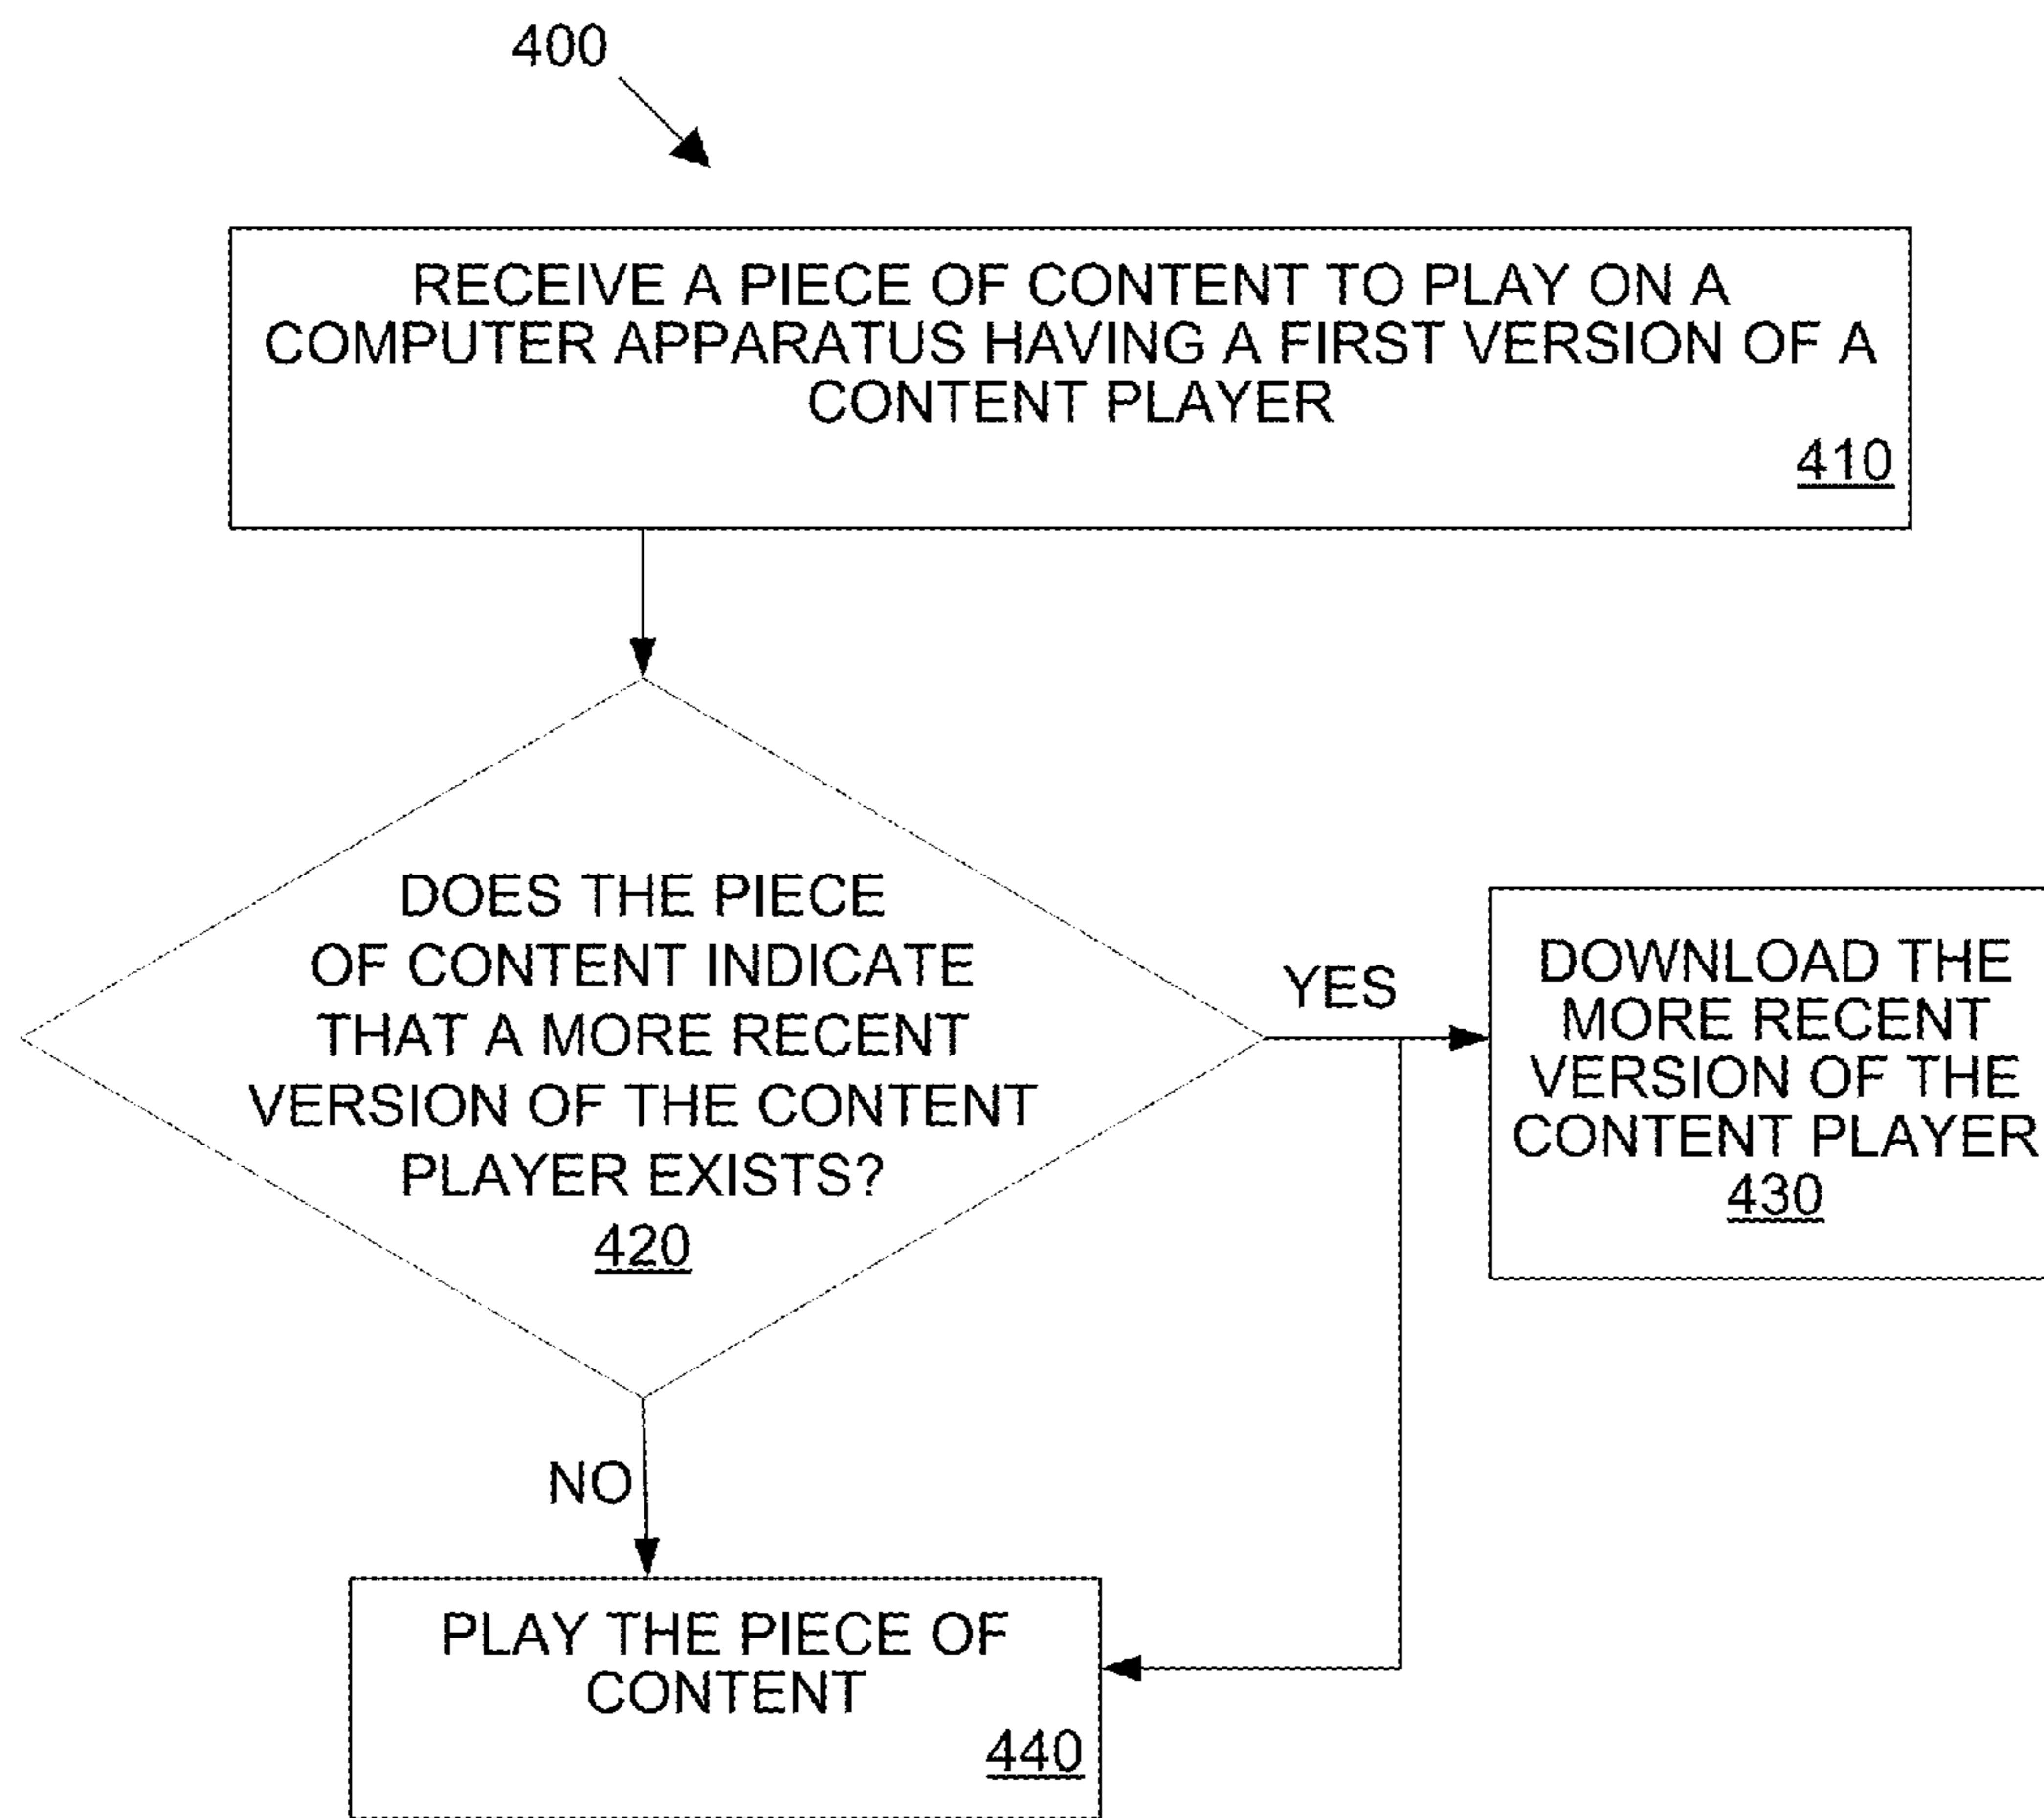 400
RECEIVE A PIECE OF CONTENT TO PLAY ON A
COMPUTER APPARATUS HAVING A FIRST VERSION OF A
CONTENT PLAYER
410
DOES THE PIECE
OF CONTENT INDICATE
THAT A MORE RECENT
VERSION OF THE CONTENT
PLAYER EXISTS?
420
YES
DOWNLOAD THE
MORE RECENT
VERSION OF THE
CONTENT PLAYER
430
NO
PLAY THE PIECE OF
CONTENT
440